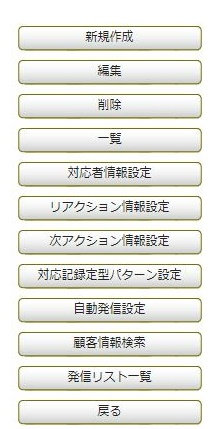 新規作成
編集
削除
一覧
対応者情報設定
リアクション情報設定
次アクション情報設定
対応記録定型パターン設定
自動発信設定
顧客情報検索
発信リスト一覧
戻る